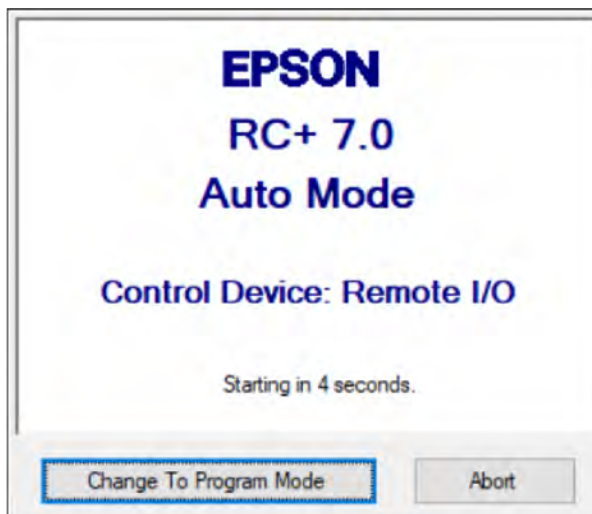 EPSON
RC+ 7.0
Auto Mode
Control Device: Remote I/O
Starting in 4 seconds.
Change To Program Mode
Abort